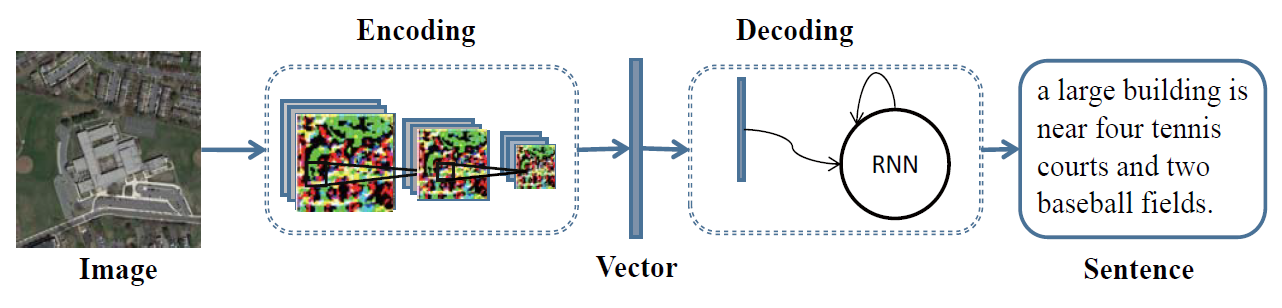 Encoding
Decoding
a large building is
near four tennis
courts and two
baseball fields.
RNN
Image
Vector
Sentence